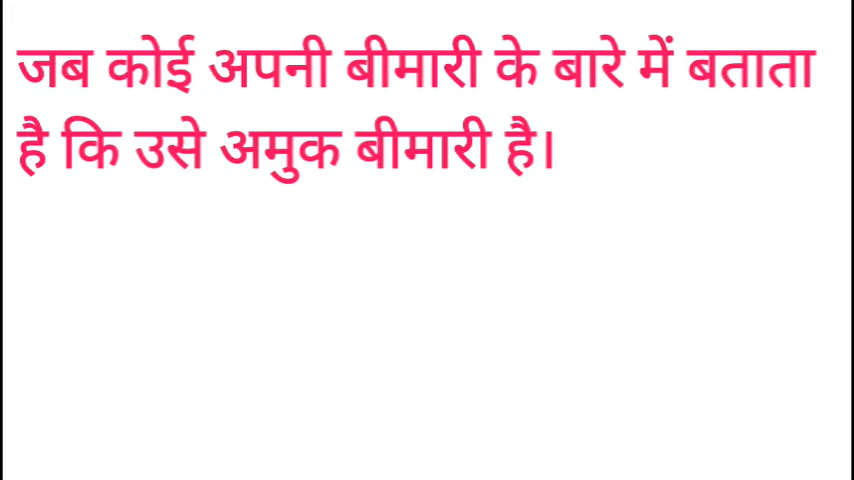 जब कोई अपनी बीमारी के बारे में बताता
है कि उसे अमुक बीमारी है।